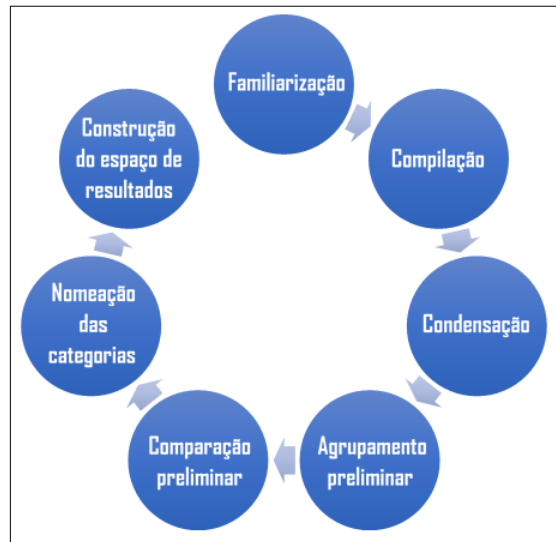 Familiarização
Compilação
Condensação
Agrupamento
preliminar
Comparação
preliminar
Nomeação
das
categorias
Construção
do espaço de
resultados